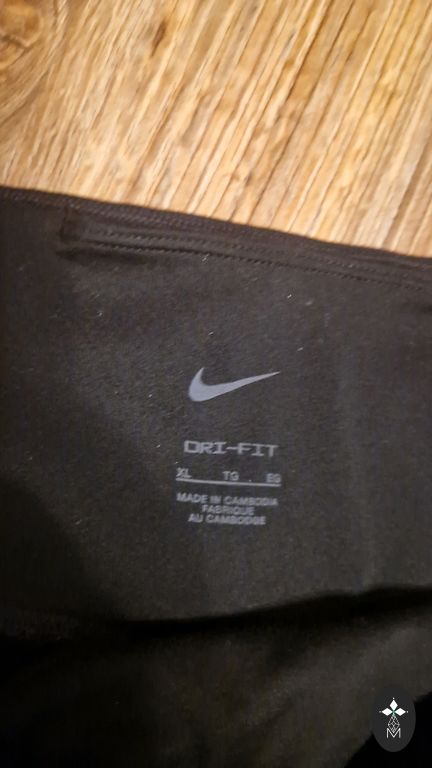 DRI-FIT
XL TG EG
MADE IN CAMBODIA
FABRIQUE
AU CAMBODGE
M